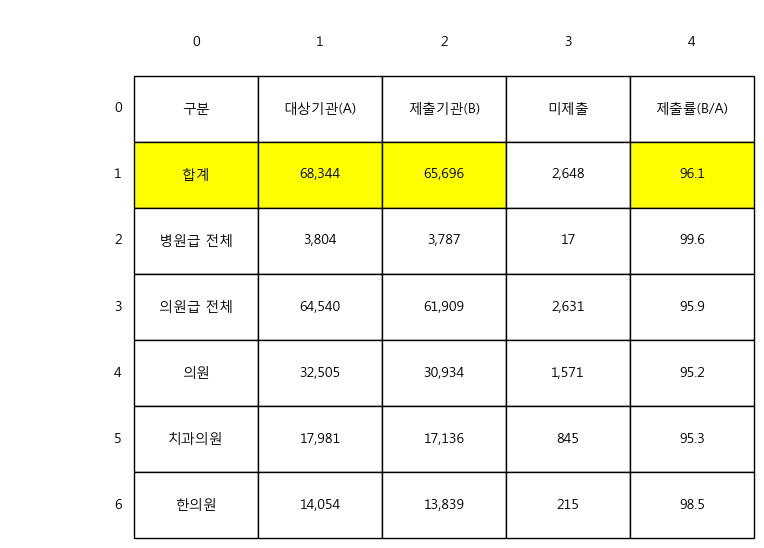 0 1 2 3 4
0 구분 대상기관(A) 제출기관(B) 미제출 제출률(B/A)
1 합계 68,344 65,696 2,648 96.1
2 병원급 전체 3,804 3,787 17 99.6
3 의원급 전체 64,540 61,909 2,631 95.9
4 의원 32,505 30,934 1,571 95.2
5 치과의원 17,981 17,136 845 95.3
6 한의원 14,054 13,839 215 98.5